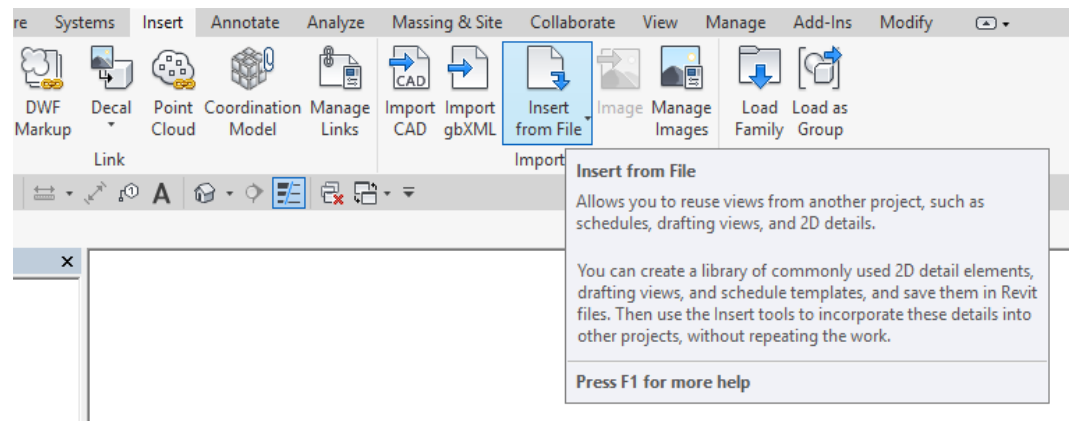 re Systems Insert Annotate Analyze Massing & Site Collaborate View Manage Add-Ins Modify
DWF Markup
Decal
Point Cloud
Coordination Model
Manage Links
Import CAD
Import gbXML
Insert from File
Image
Manage Images
Load Family
Load as Group
CAD
Link
Import
1
A
Insert from File
Allows you to reuse views from another project, such as
schedules, drafting views, and 2D details.
You can create a library of commonly used 2D detail elements,
drafting views, and schedule templates, and save them in Revit
files. Then use the Insert tools to incorporate these details into
other projects, without repeating the work.
Press F1 for more help